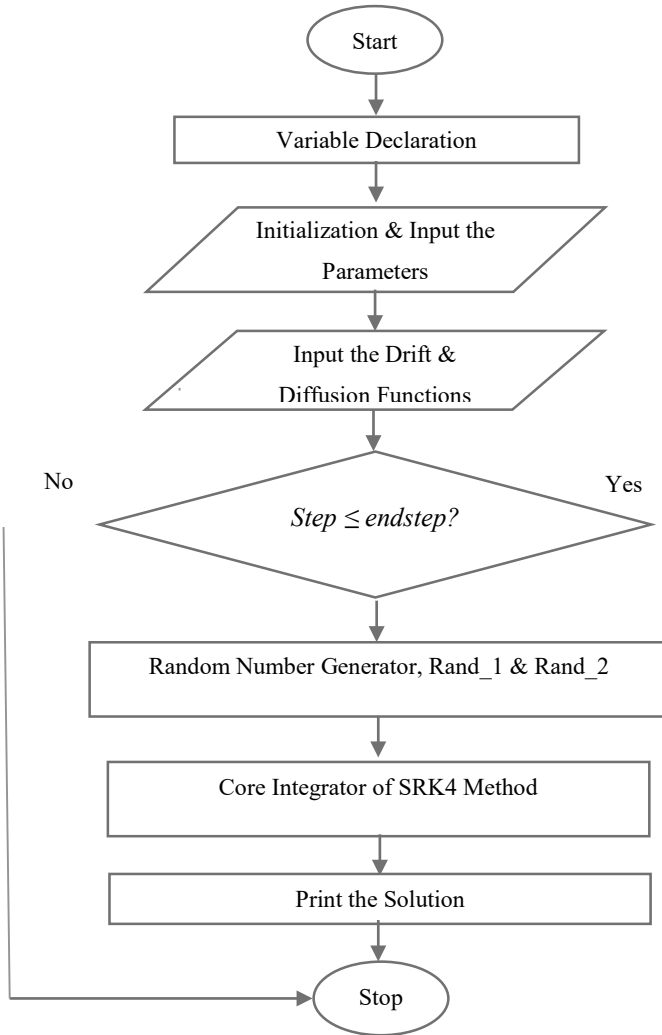 Start
Variable Declaration
Initialization & Input the
Parameters
Input the Drift &
Diffusion Functions
No
Yes
Step ≤ endstep?
Random Number Generator, Rand_1 & Rand_2
Core Integrator of SRK4 Method
Print the Solution
Stop